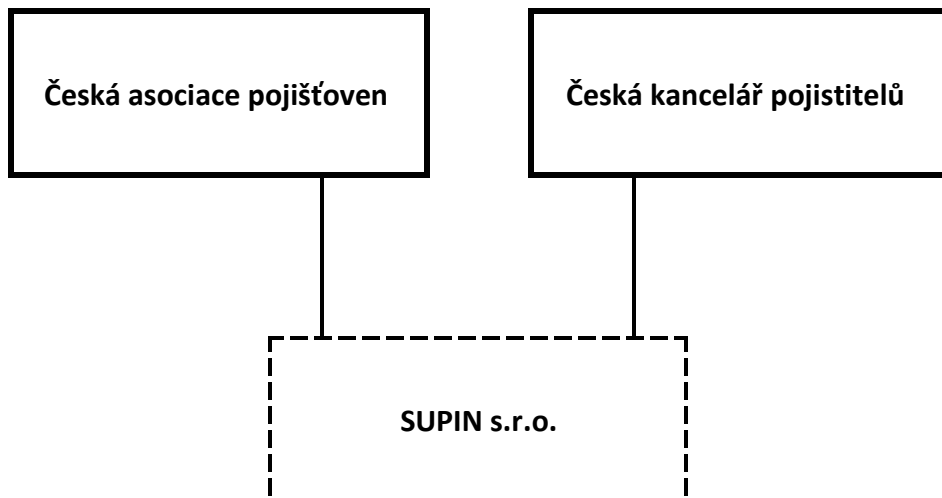 Česká asociace pojišťoven
Česká kancelář pojistitelů
SUPIN s.r.o.